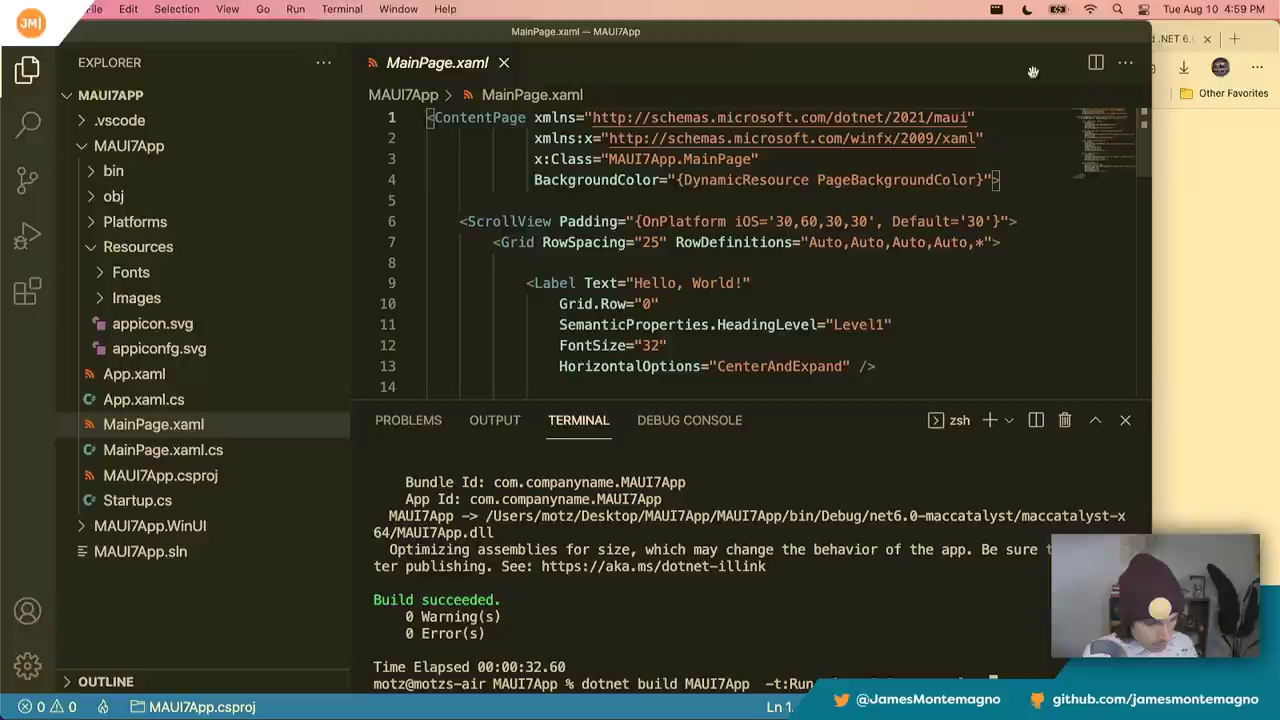 JM|
File Edit Selection View Go Run Terminal Window Help
Tue Aug 10 4:59 PM
MainPage.xaml — MAUI7App
.NET 6.
Other Favorites
EXPLORER
MAUI7APP
.vscode
MAUI7App
bin
obj
Platforms
Resources
Fonts
Images
appicon.svg
appiconfg.svg
App.xaml
App.xaml.cs
MainPage.xaml
MainPage.xaml.cs
MAUI7App.csproj
Startup.cs
MAUI7App.WinUI
MAUI7App.sln
OUTLINE
MainPage.xaml
MAUI7App > MainPage.xaml
1 <ContentPage xmlns="http://schemas.microsoft.com/dotnet/2021/maui"
2 xmlns:x="http://schemas.microsoft.com/winfx/2009/xaml"
3 x:Class="MAUI7App.MainPage"
4 BackgroundColor="{DynamicResource PageBackgroundColor}">
5
6 <ScrollView Padding="{OnPlatform iOS='30,60,30,30', Default='30'}">
7 <Grid RowSpacing="25" RowDefinitions="Auto,Auto,Auto,Auto,*">
8
9 <Label Text="Hello, World!"
10 Grid.Row="0"
11 SemanticProperties.HeadingLevel="Level1"
12 FontSize="32"
13 HorizontalOptions="CenterAndExpand" />
14
PROBLEMS OUTPUT TERMINAL DEBUG CONSOLE
zsh
Bundle Id: com.companyname.MAUI7App
App Id: com.companyname.MAUI7App
MAUI7App -> /Users/motz/Desktop/MAUI7App/MAUI7App/bin/Debug/net6.0-maccatalyst/maccatalyst-x
64/MAUI7App.dll
Optimizing assemblies for size, which may change the behavior of the app. Be sure
ter publishing. See: https://aka.ms/dotnet-illink
Build succeeded.
0 Warning(s)
0 Error(s)
Time Elapsed 00:00:32.60
motz@motzs-air MAUI7App % dotnet build MAUI7App -t:Run
0 0 MAUI7App.csproj
Ln 1
@JamesMontemagno
github.com/jamesmontemagno